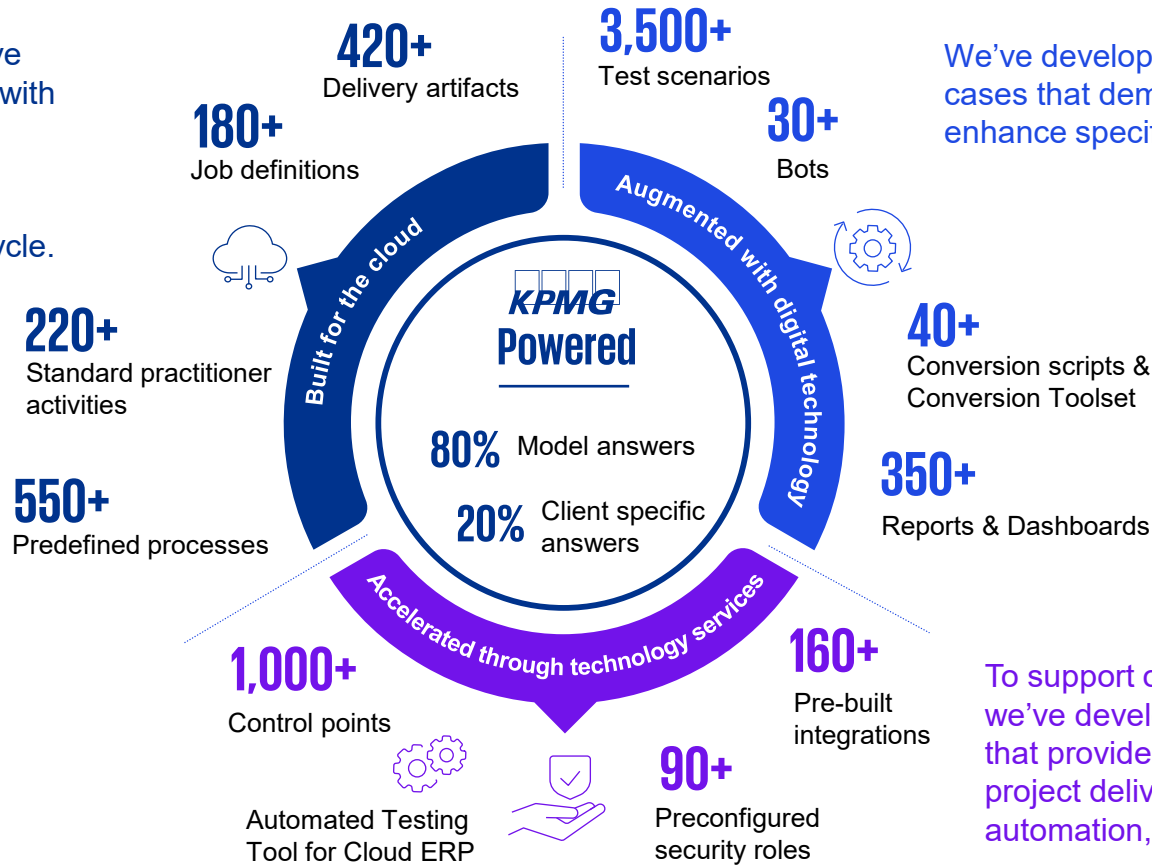 ve
with
ycle.
420+
Delivery artifacts
180+
Job definitions
220+
Standard practitioner
activities
550+
Predefined processes
Built for the cloud
3,500+
Test scenarios
30+
Bots
We’ve develop
cases that dem
enhance specif
Augmented with digital technology
40+
Conversion scripts &
Conversion Toolset
350+
Reports & Dashboards
KPMG
Powered
80% Model answers
20% Client specific
answers
Accelerated through technology services
1,000+
Control points
Automated Testing
Tool for Cloud ERP
90+
Preconfigured
security roles
160+
Pre-built
integrations
To support o
we’ve devel
that provide
project deliv
automation,